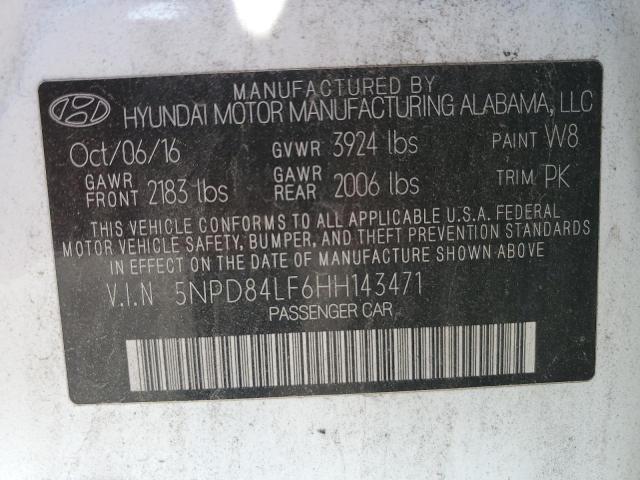 MANUFACTURED BY
HYUNDAI MOTOR MANUFACTURING ALABAMA, LLC
Oct/06/16 GVWR 3924 lbs PAINT W8
GAWR FRONT 2183 lbs GAWR REAR 2006 lbs TRIM PK
THIS VEHICLE CONFORMS TO ALL APPLICABLE U.S.A. FEDERAL
MOTOR VEHICLE SAFETY, BUMPER, AND THEFT PREVENTION STANDARDS
IN EFFECT ON THE DATE OF MANUFACTURE SHOWN ABOVE.
V.I.N 5NPD84LF6HH143471
PASSENGER CAR